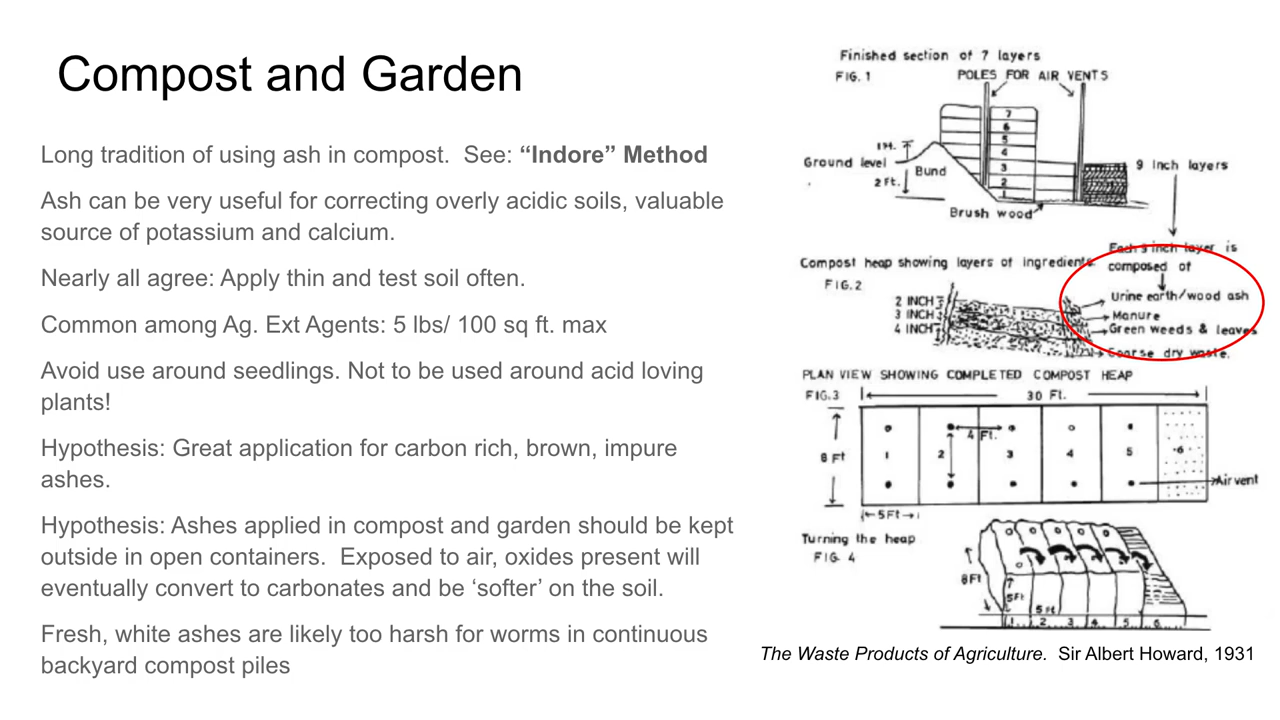 Compost and Garden
Long tradition of using ash in compost.  See: “Indore” Method
Ash can be very useful for correcting overly acidic soils, valuable
source of potassium and calcium.
Nearly all agree: Apply thin and test soil often.
Common among Ag. Ext Agents: 5 lbs/ 100 sq ft. max
Avoid use around seedlings. Not to be used around acid loving
plants!
Hypothesis: Great application for carbon rich, brown, impure
ashes.
Hypothesis: Ashes applied in compost and garden should be kept
outside in open containers.  Exposed to air, oxides present will
eventually convert to carbonates and be ‘softer’ on the soil.
Fresh, white ashes are likely too harsh for worms in continuous
backyard compost piles
Finished section of 7 layers
FIG. 1
POLES FOR AIR VENTS
7
6
5
4
3
2
1
Ground level
Bund
2 Ft.
Brush wood
9 Inch layers
Each 9 inch layer is
composed of
Compost heap showing layers of ingredients
FIG.2
2 INCH
3 INCH
4 INCH
Urine earth/wood ash
Manure
Green weeds & leaves
Coarse dry waste.
PLAN VIEW SHOWING COMPLETED COMPOST HEAP
FIG.3
30 Ft.
8 Ft
4 Ft.
1 2 3 4 5 6
Air vent
5Ft
Turning the heap
FIG. 4
8Ft
5Ft
5Ft
1 2 3 4 5 6
The Waste Products of Agriculture.  Sir Albert Howard, 1931